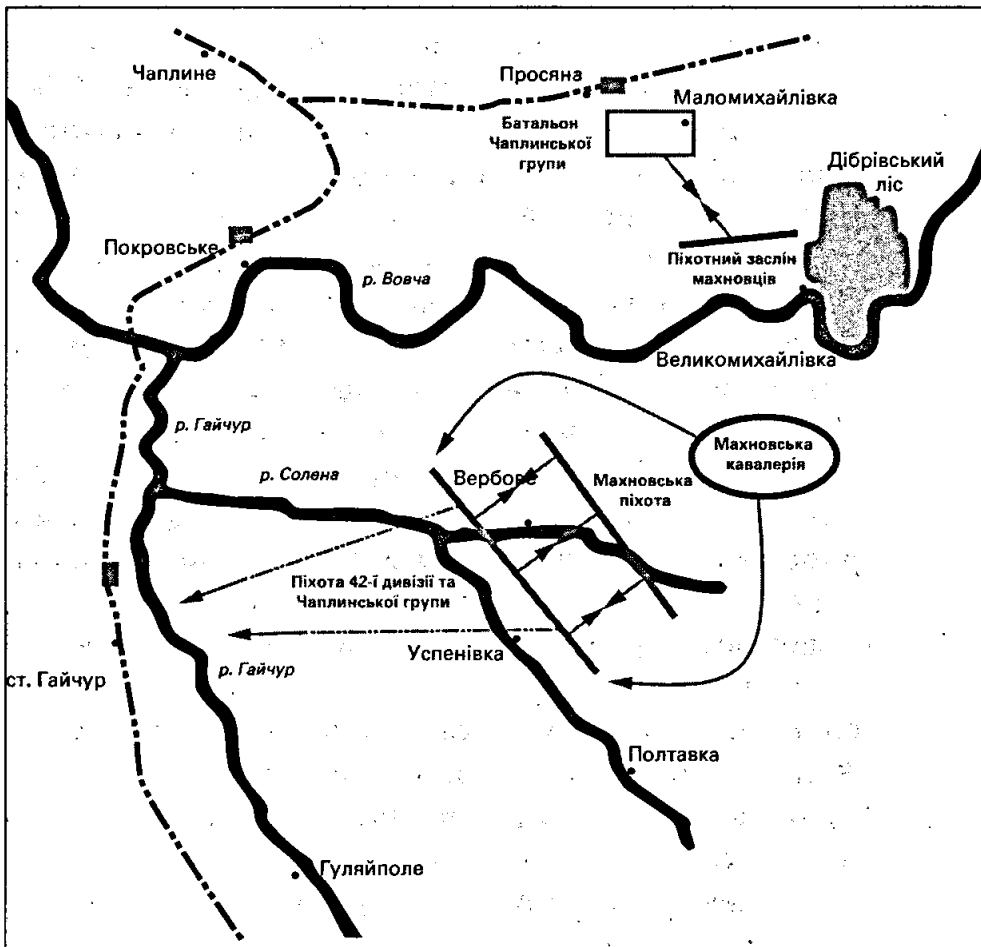 Чаплине
Просяна
Маломихайлівка
Батальон
Чаплинської
групи
Дібрівський
ліс
Покровське
Піхотний заслін
махновців
р. Вовча
Великомихайлівка
р. Гайчур
Махновська
кавалерія
р. Солена
Вербове
Махновська
піхота
Піхота 42-ї дивізії та
Чаплинської групи
Успенівка
р. Гайчур
ст. Гайчур
Полтавка
Гуляйполе